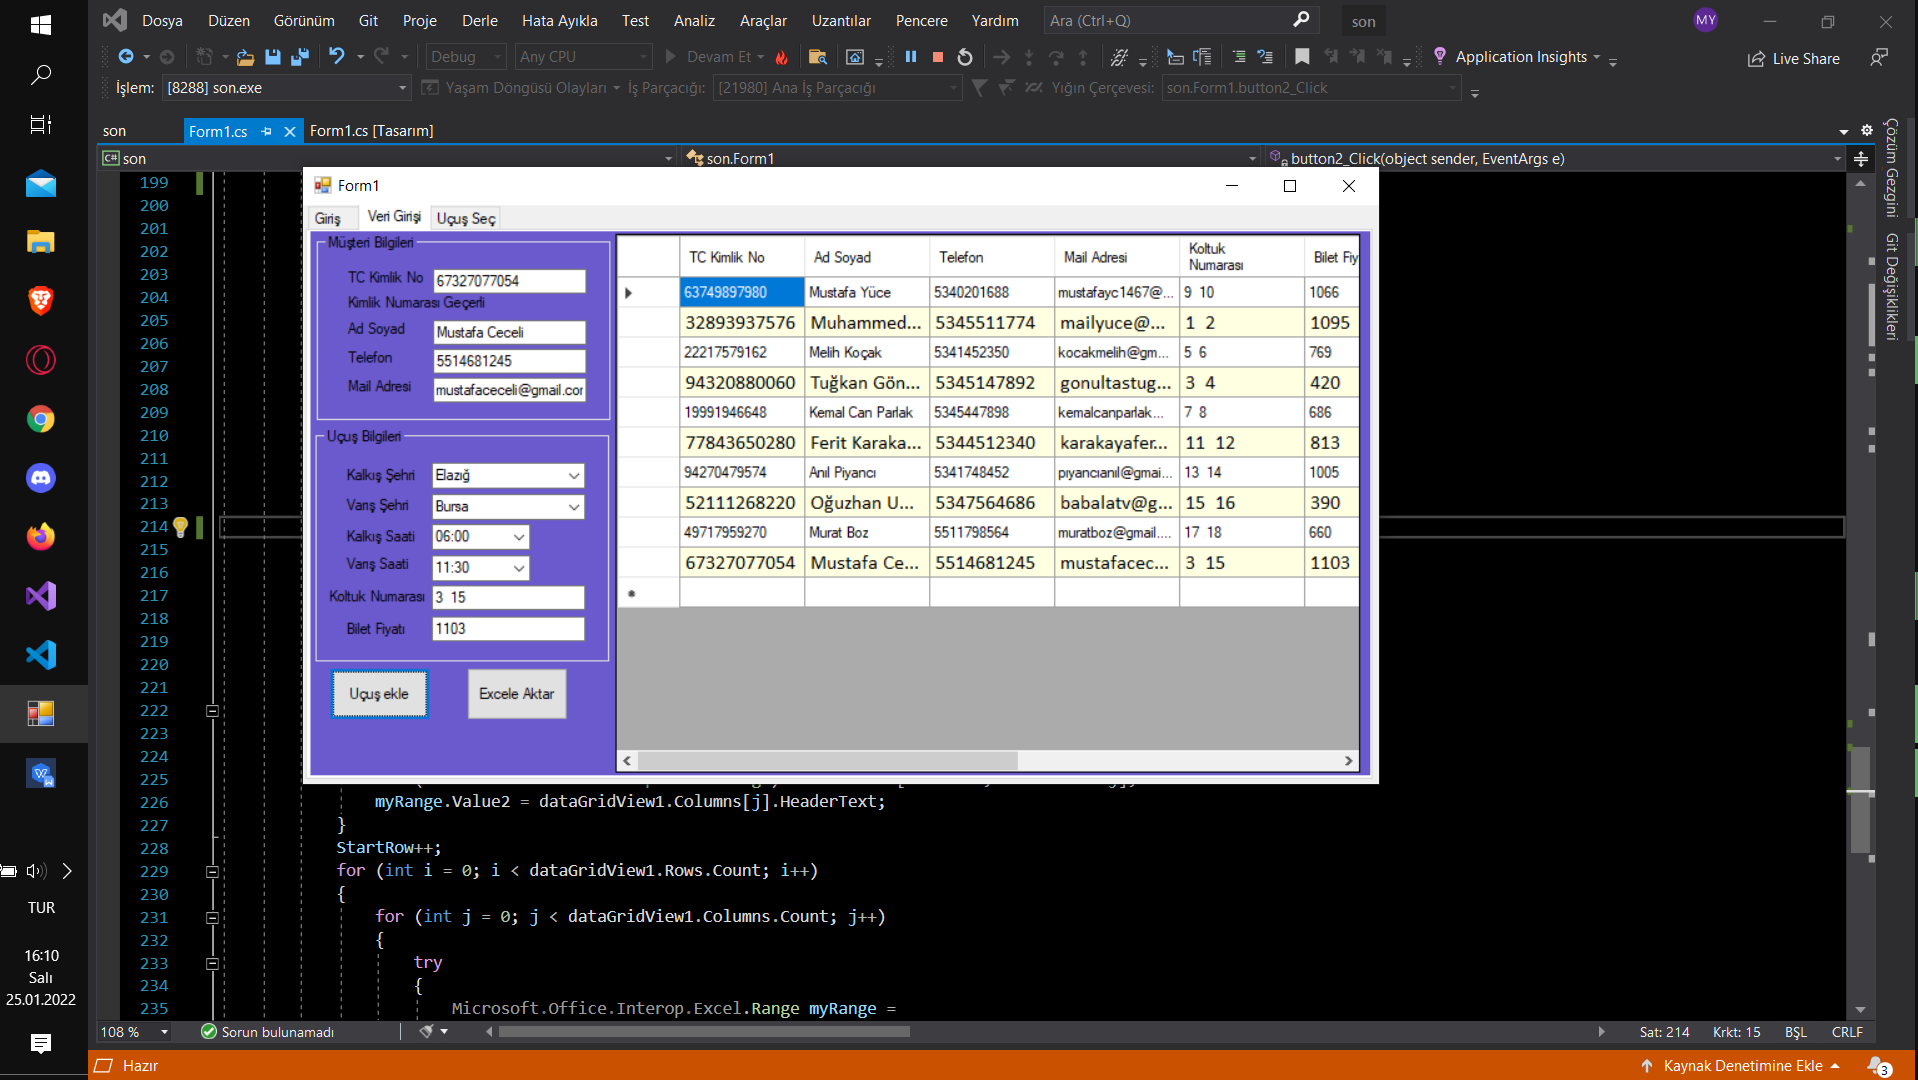 Dosya Düzen Görünüm Git Proje Derle Hata Ayıkla Test Analiz Araçlar Uzantılar Pencere Yardım Ara (Ctrl+Q) son MY
Debug Any CPU Devam Et Application Insights Live Share
İşlem: [8288] son.exe Yaşam Döngüsü Olayları İş Parçacığı: [21980] Ana İş Parçacığı Yığın Çerçevesi: son.Form1.button2_Click
son Form1.cs Form1.cs [Tasarım]
C# son son.Form1 button2_Click(object sender, EventArgs e)
Çözüm Gezgini
Git Değişiklikleri
Form1
Giriş Veri Girişi Uçuş Seç
Müşteri Bilgileri
TC Kimlik No 67327077054
Kimlik Numarası Geçerli
Ad Soyad Mustafa Ceceli
Telefon 5514681245
Mail Adresi mustafaceceli@gmail.cor
Uçuş Bilgileri
Kalkış Şehri Elazığ
Varış Şehri Bursa
Kalkış Saati 06:00
Varış Saati 11:30
Koltuk Numarası 3 15
Bilet Fiyatı 1103
Uçuş ekle Excele Aktar
TC Kimlik No Ad Soyad Telefon Mail Adresi Koltuk Numarası Bilet Fiy
63749897980 Mustafa Yüce 5340201688 mustafayc1467@... 9 10 1066
32893937576 Muhammed... 5345511774 mailyuce@... 1 2 1095
22217579162 Melih Koçak 5341452350 kocakmelih@gm... 5 6 769
94320880060 Tuğkan Gön... 5345147892 gonultastug... 3 4 420
19991946648 Kemal Can Parlak 5345447898 kemalcanparlak... 7 8 686
77843650280 Ferit Karaka... 5344512340 karakayafer... 11 12 813
94270479574 Anıl Piyancı 5341748452 pıyancıanıl@gmai... 13 14 1005
52111268220 Oğuzhan U... 5347564686 babalatv@g... 15 16 390
49717959270 Murat Boz 5511798564 muratboz@gmail.... 17 18 660
67327077054 Mustafa Ce... 5514681245 mustafacec... 3 15 1103
199
200
201
202
203
204
205
206
207
208
209
210
211
212
213
214
215
216
217
218
219
220
221
222
223
224
225
226 myRange.Value2 = dataGridView1.Columns[j].HeaderText;
227 }
228 StartRow++;
229 for (int i = 0; i < dataGridView1.Rows.Count; i++)
230 {
231 for (int j = 0; j < dataGridView1.Columns.Count; j++)
232 {
233 try
234 {
235 Microsoft.Office.Interop.Excel.Range myRange =
108 % Sorun bulunamadı Sat: 214 Krkt: 15 BŞL CRLF
Hazır Kaynak Denetimine Ekle 3
TUR
16:10
Salı
25.01.2022